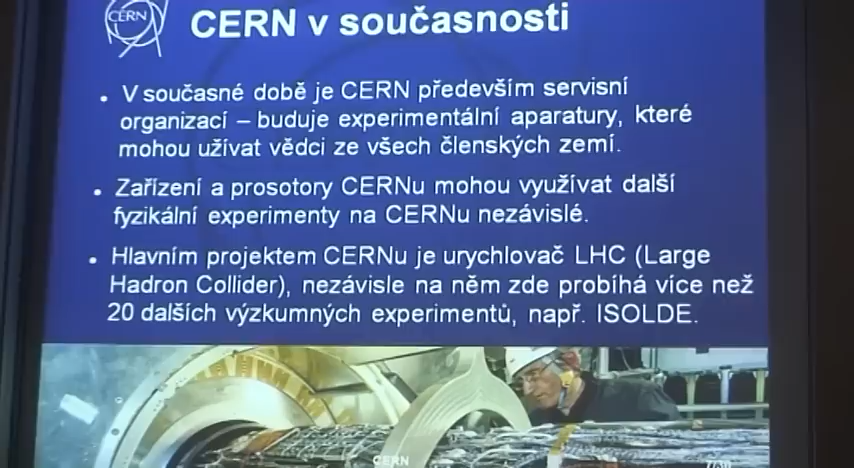 CERN
CERN v současnosti
• V současné době je CERN především servisní
organizací – buduje experimentální aparatury, které
mohou užívat vědci ze všech členských zemí.
• Zařízení a prosotory CERNu mohou využívat další
fyzikální experimenty na CERNu nezávislé.
• Hlavním projektem CERNu je urychlovač LHC (Large
Hadron Collider), nezávisle na něm zde probíhá více než
20 dalších výzkumných experimentů, např. ISOLDE.
CERN